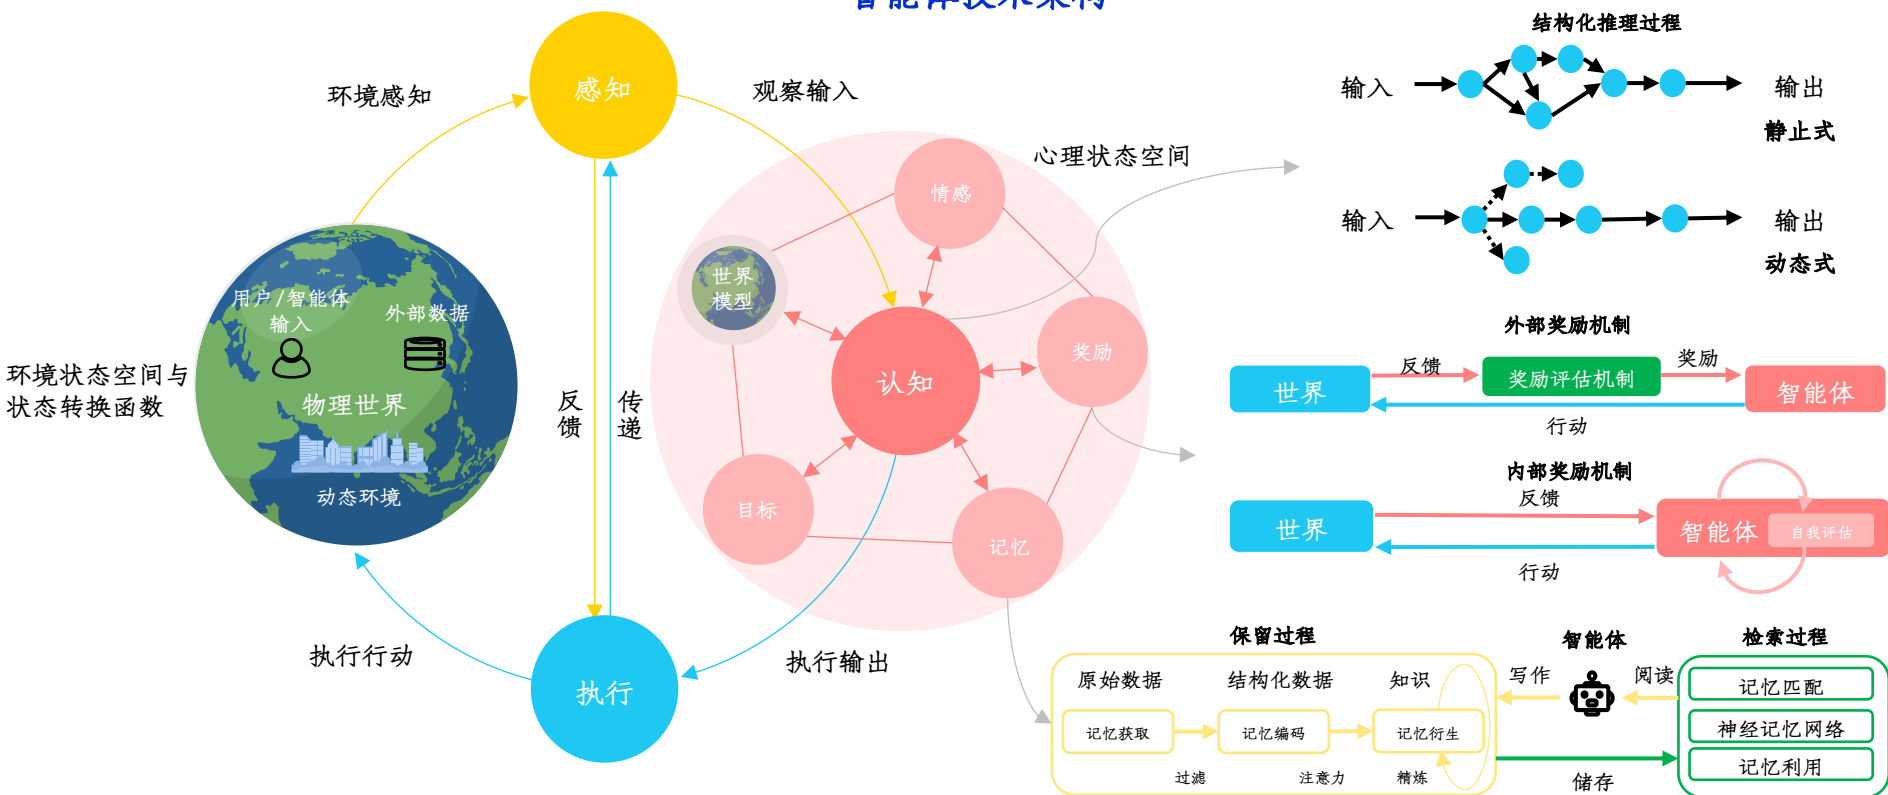 智能体技术架构
感知
环境感知
观察输入
心理状态空间
情感
世界
模型
奖励
认知
目标
记忆
用户/智能体
输入
外部数据
物理世界
动态环境
环境状态空间与
状态转换函数
反馈
传递
执行行动
执行
执行输出
结构化推理过程
输入
输出
静止式
输入
输出
动态式
外部奖励机制
世界
反馈
奖励评估机制
奖励
智能体
行动
内部奖励机制
世界
反馈
智能体
自我评估
行动
保留过程
原始数据
结构化数据
知识
记忆获取
记忆编码
记忆衍生
过滤
注意力
精炼
智能体
写作
阅读
储存
检索过程
记忆匹配
神经记忆网络
记忆利用